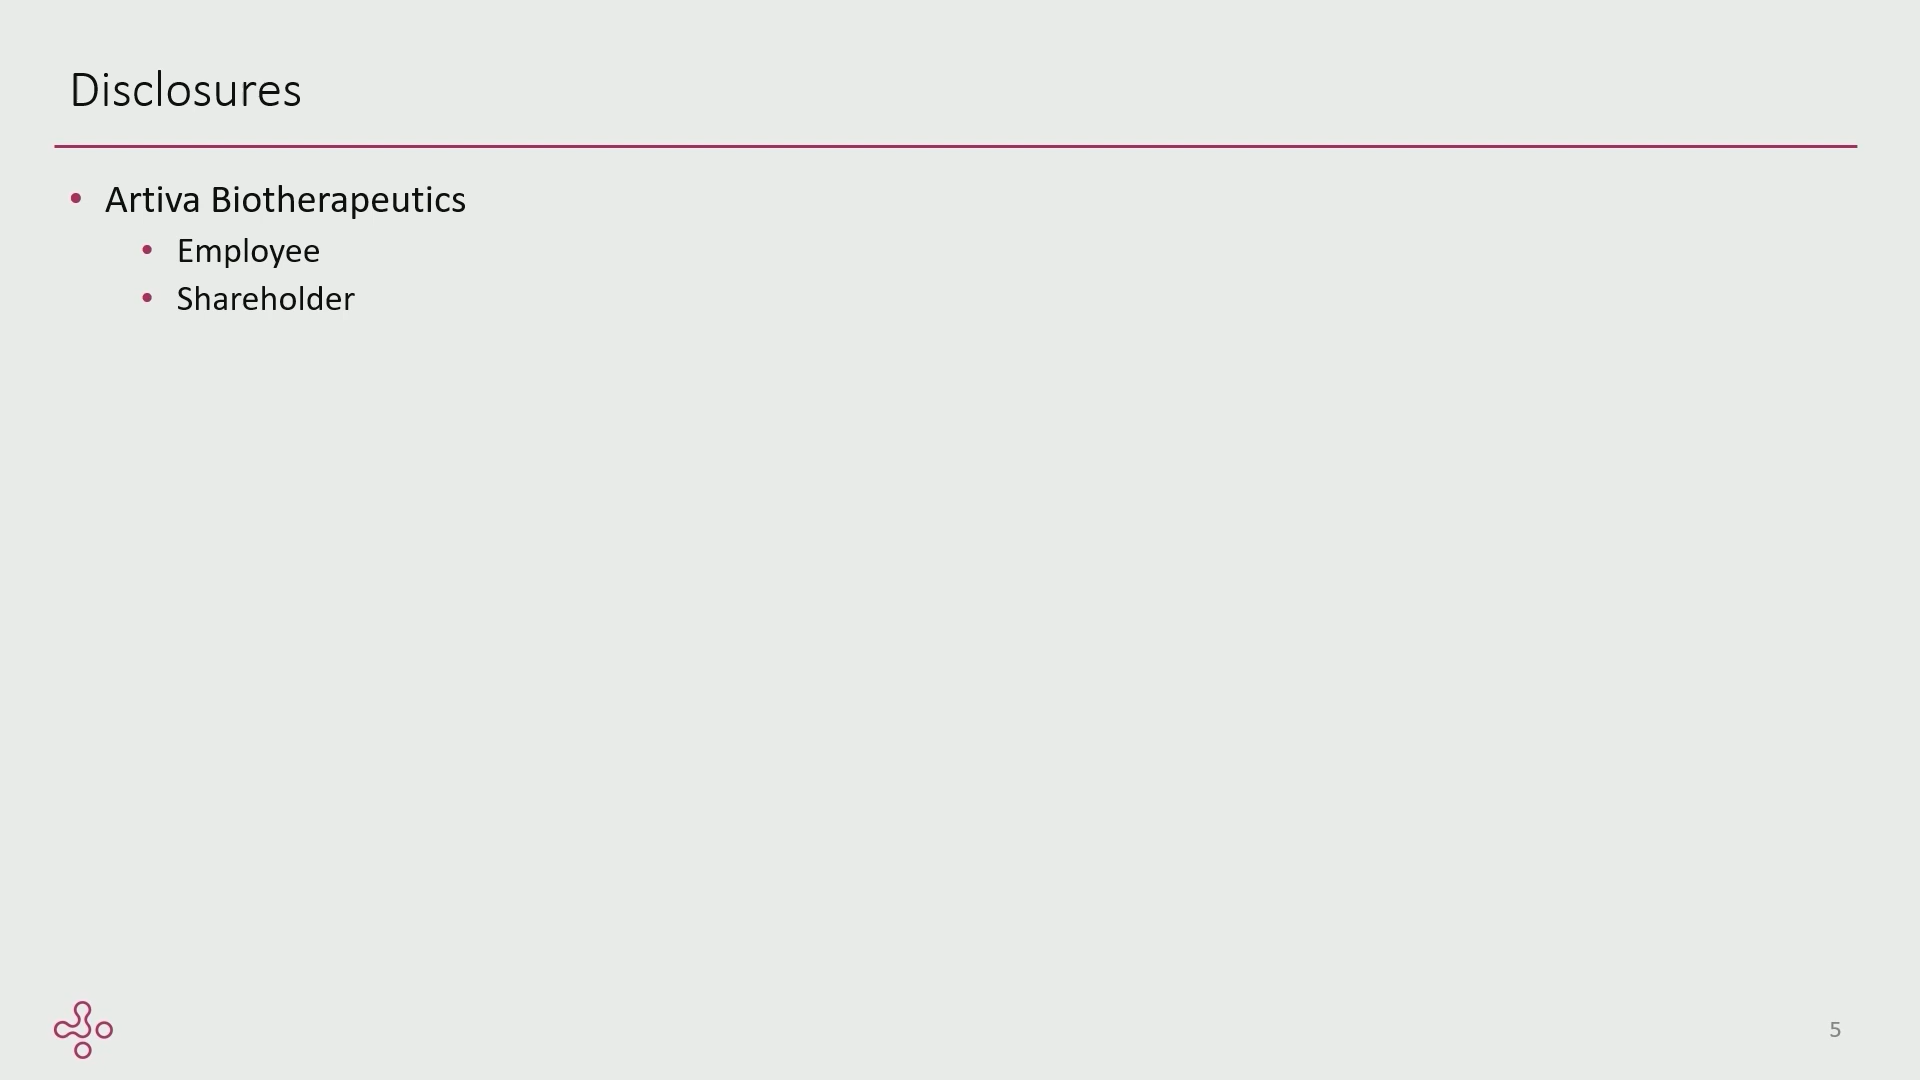 Disclosures
• Artiva Biotherapeutics
• Employee
• Shareholder
5